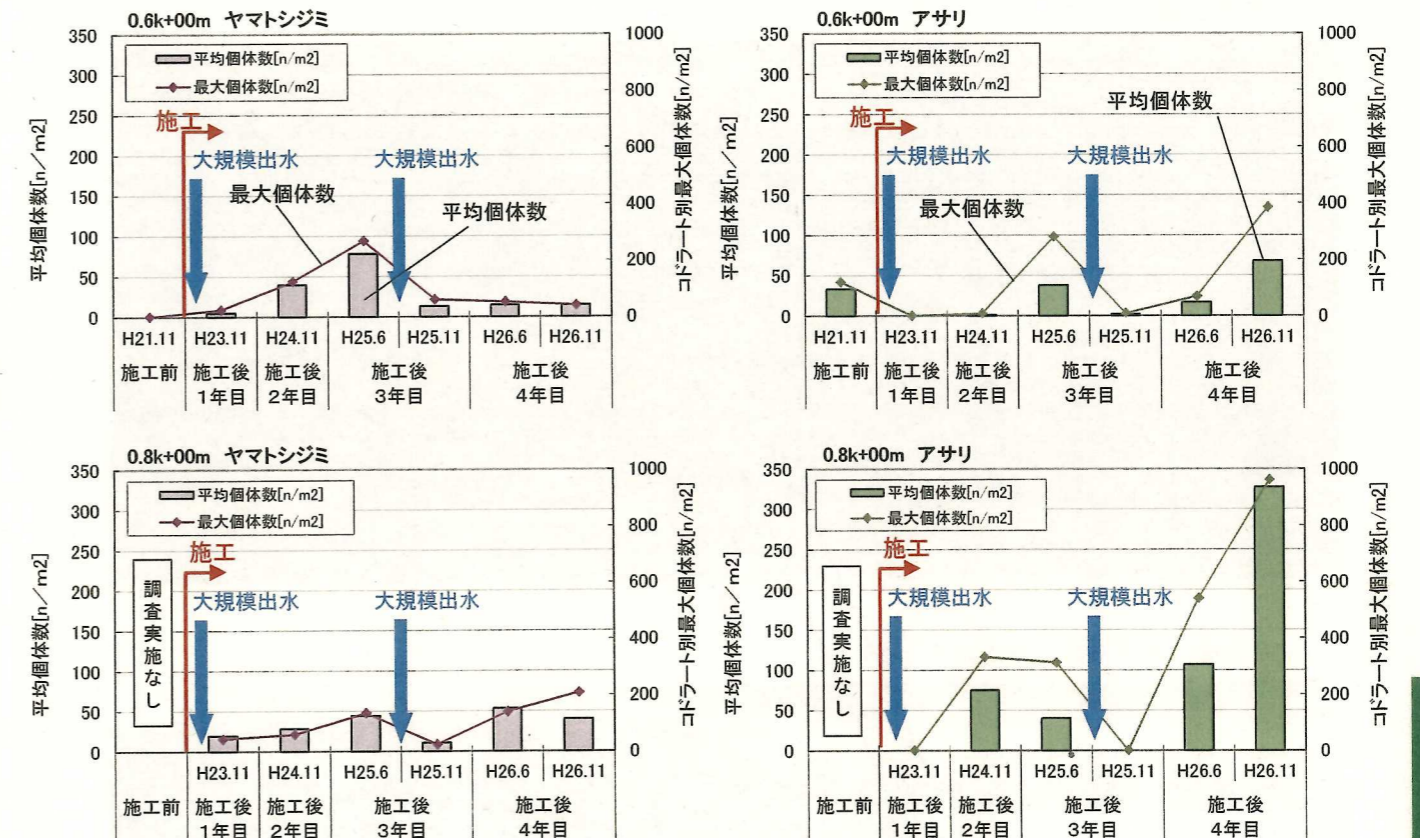 0.6k+00m ヤマトシジミ
平均個体数[n/m2]
最大個体数[n/m2]
施工
大規模出水
大規模出水
最大個体数
平均個体数
平均個体数[n/m2]
350
300
250
200
150
100
50
0
1000
800
600
400
200
0
コドラート別最大個体数[n/m2]
H21.11 H23.11 H24.11 H25.6 H25.11 H26.6 H26.11
施工前 施工後 施工後 施工後 施工後
1年目 2年目 3年目 4年目
0.6k+00m アサリ
平均個体数[n/m2]
最大個体数[n/m2]
施工
大規模出水
大規模出水
平均個体数
最大個体数
平均個体数[n/m2]
350
300
250
200
150
100
50
0
1000
800
600
400
200
0
コドラート別最大個体数[n/m2]
H21.11 H23.11 H24.11 H25.6 H25.11 H26.6 H26.11
施工前 施工後 施工後 施工後 施工後
1年目 2年目 3年目 4年目
0.8k+00m ヤマトシジミ
平均個体数[n/m2]
最大個体数[n/m2]
施工
大規模出水
大規模出水
調査実施なし
平均個体数[n/m2]
350
300
250
200
150
100
50
0
1000
800
600
400
200
0
コドラート別最大個体数[n/m2]
H23.11 H24.11 H25.6 H25.11 H26.6 H26.11
施工前 施工後 施工後 施工後 施工後
1年目 2年目 3年目 4年目
0.8k+00m アサリ
平均個体数[n/m2]
最大個体数[n/m2]
施工
大規模出水
大規模出水
調査実施なし
平均個体数[n/m2]
350
300
250
200
150
100
50
0
1000
800
600
400
200
0
コドラート別最大個体数[n/m2]
H23.11 H24.11 H25.6 H25.11 H26.6 H26.11
施工前 施工後 施工後 施工後 施工後
1年目 2年目 3年目 4年目